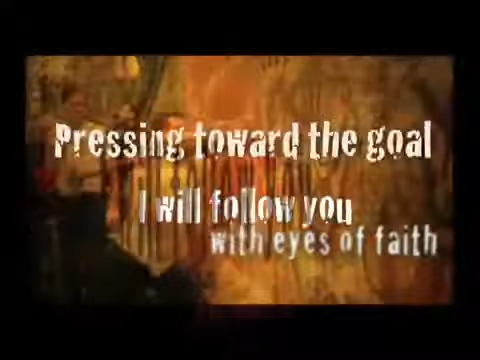 Pressing toward the goal
I will follow you
with eyes of faith